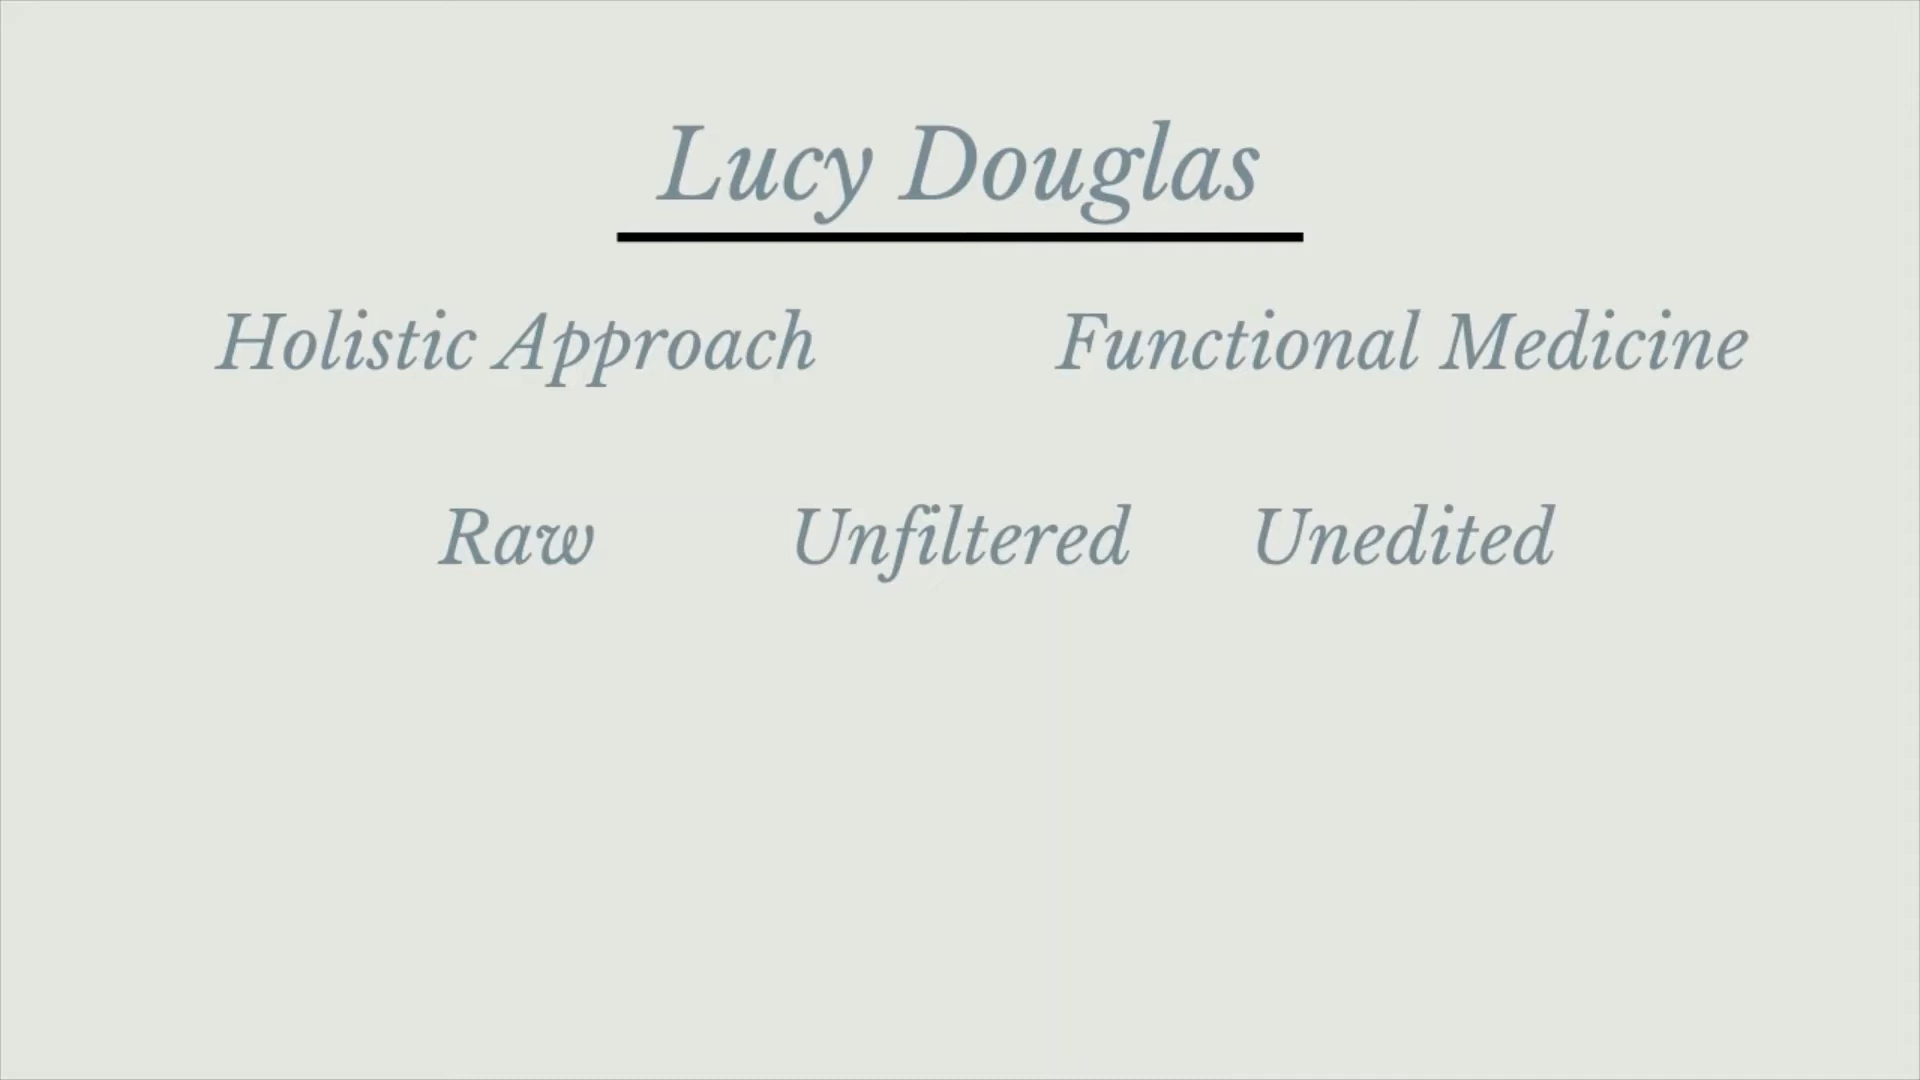 Lucy Douglas
Holistic Approach Functional Medicine
Raw Unfiltered Unedited